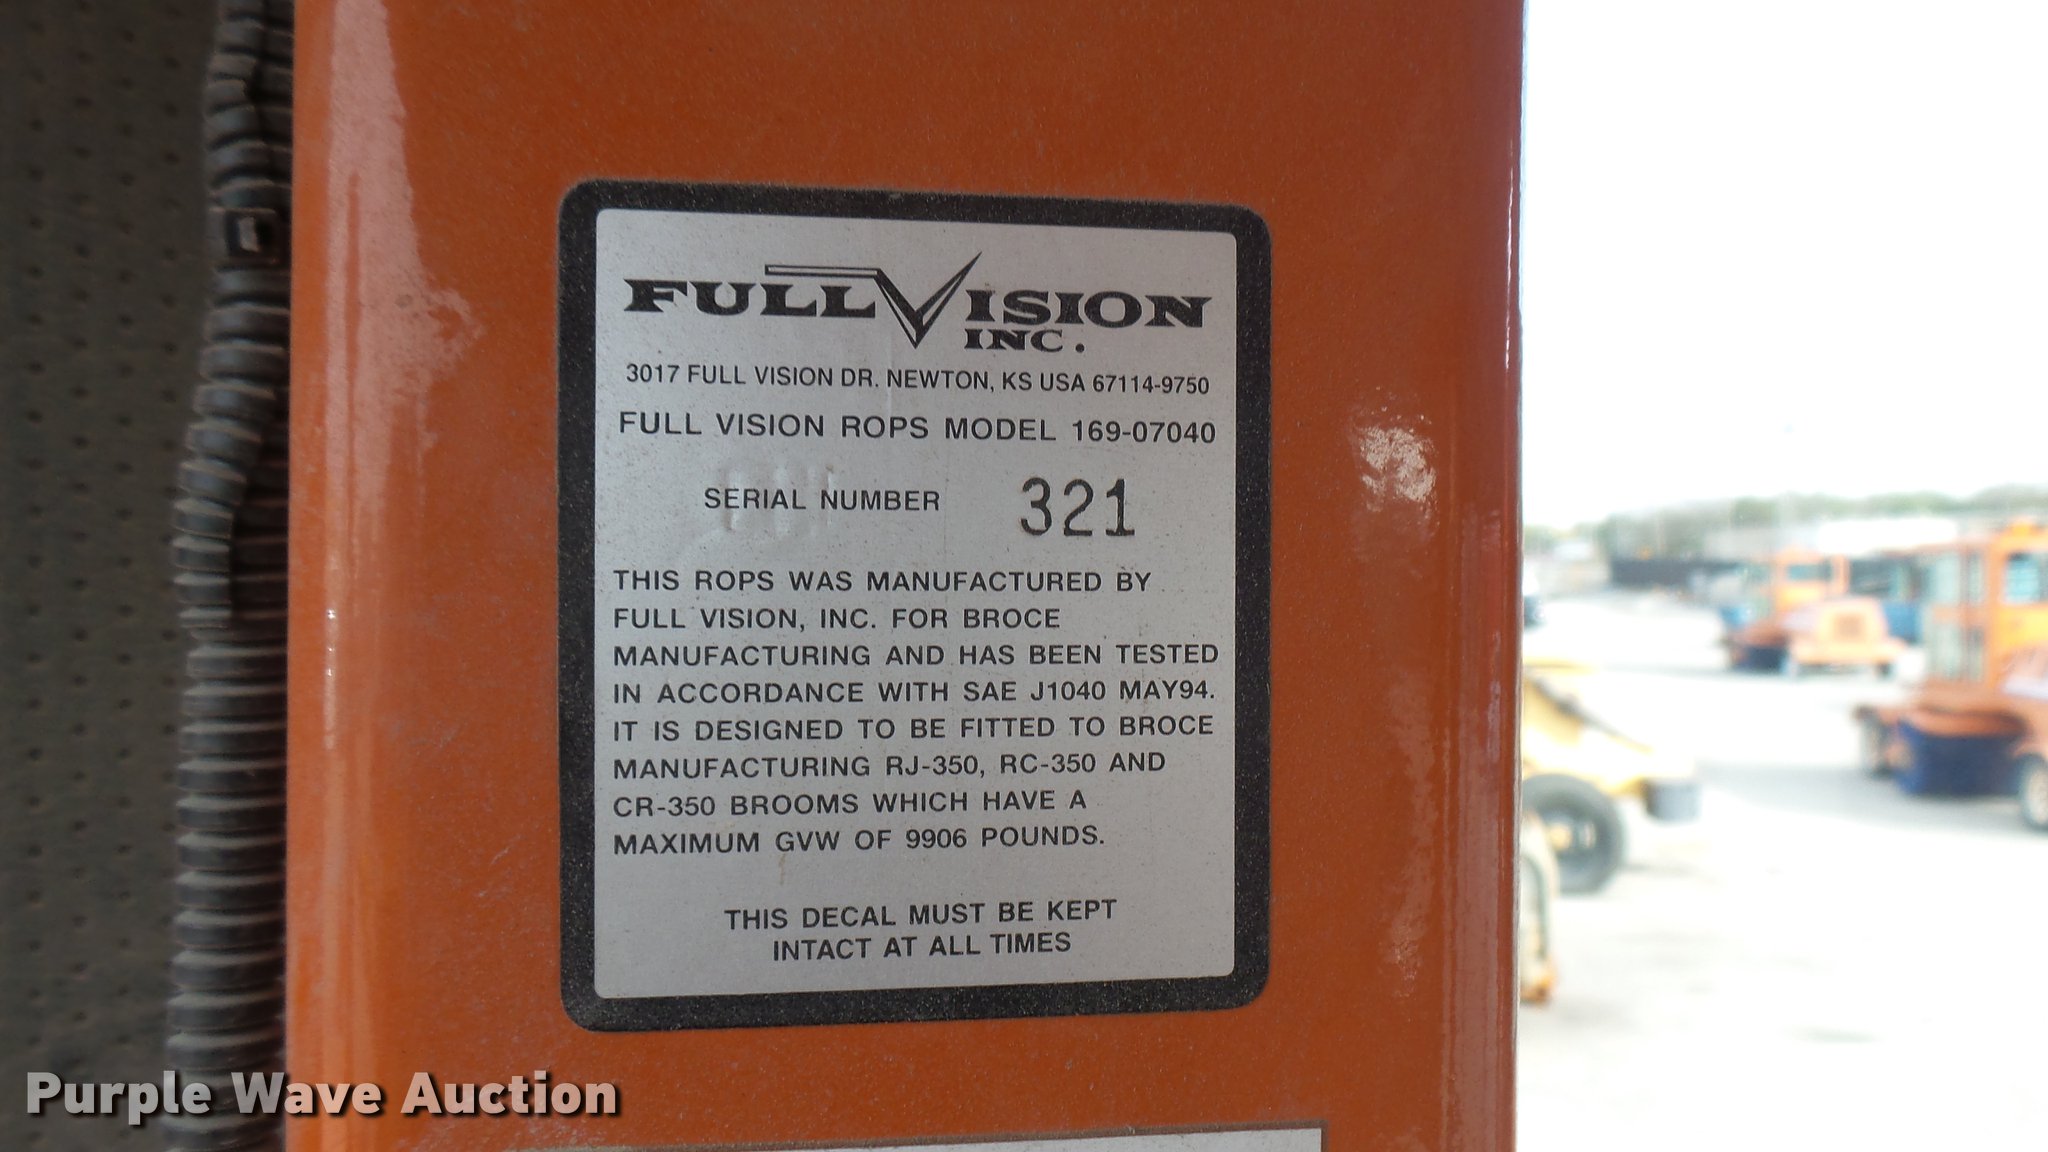 FULL VISION
INC.
3017 FULL VISION DR. NEWTON, KS USA 67114-9750
FULL VISION ROPS MODEL 169-07040
SERIAL NUMBER 321
THIS ROPS WAS MANUFACTURED BY
FULL VISION, INC. FOR BROCE
MANUFACTURING AND HAS BEEN TESTED
IN ACCORDANCE WITH SAE J1040 MAY94.
IT IS DESIGNED TO BE FITTED TO BROCE
MANUFACTURING RJ-350, RC-350 AND
CR-350 BROOMS WHICH HAVE A
MAXIMUM GVW OF 9906 POUNDS.
THIS DECAL MUST BE KEPT
INTACT AT ALL TIMES
Purple Wave Auction